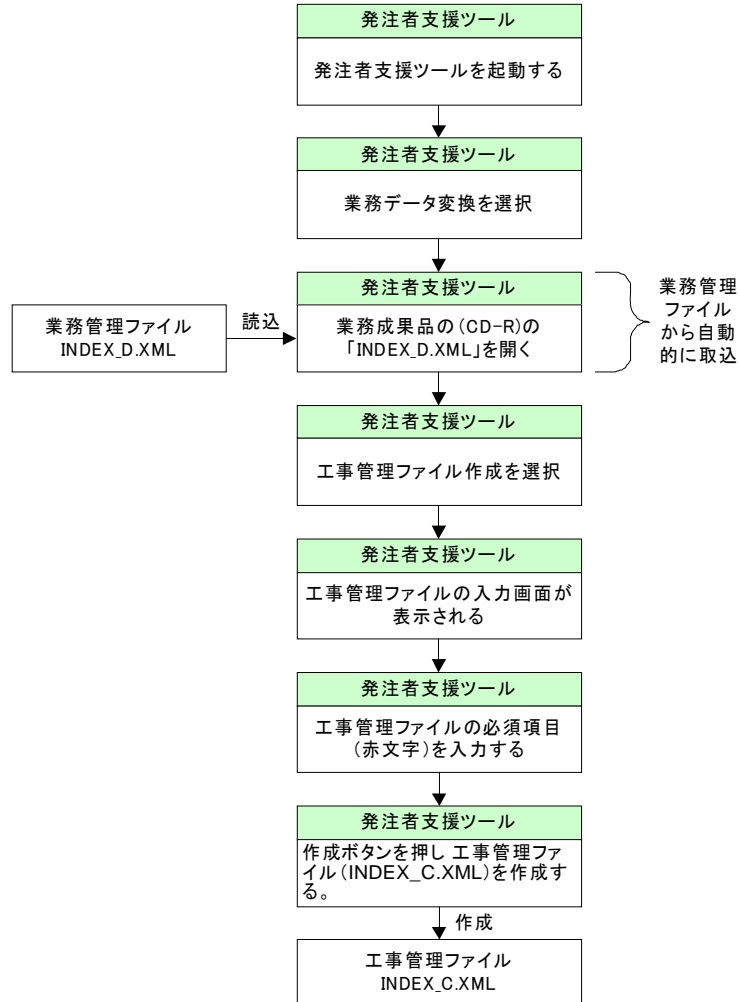 発注者支援ツール
発注者支援ツールを起動する
発注者支援ツール
業務データ変換を選択
発注者支援ツール
業務成果品の(CD-R)の
「INDEX_D.XML」を開く
業務管理ファイル
INDEX_D.XML
読込
業務管理
ファイル
から自動
的に取込
発注者支援ツール
工事管理ファイル作成を選択
発注者支援ツール
工事管理ファイルの入力画面が
表示される
発注者支援ツール
工事管理ファイルの必須項目
(赤文字)を入力する
発注者支援ツール
作成ボタンを押し 工事管理ファ
イル(INDEX_C.XML)を作成す
る。
作成
工事管理ファイル
INDEX_C.XML